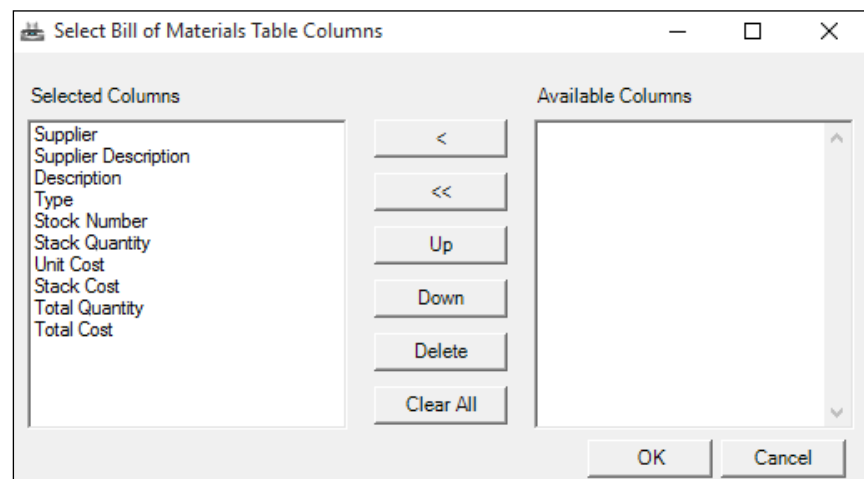 Select Bill of Materials Table Columns
Selected Columns
Supplier
Supplier Description
Description
Type
Stock Number
Stack Quantity
Unit Cost
Stack Cost
Total Quantity
Total Cost
<
<<
Up
Down
Delete
Clear All
Available Columns
OK
Cancel